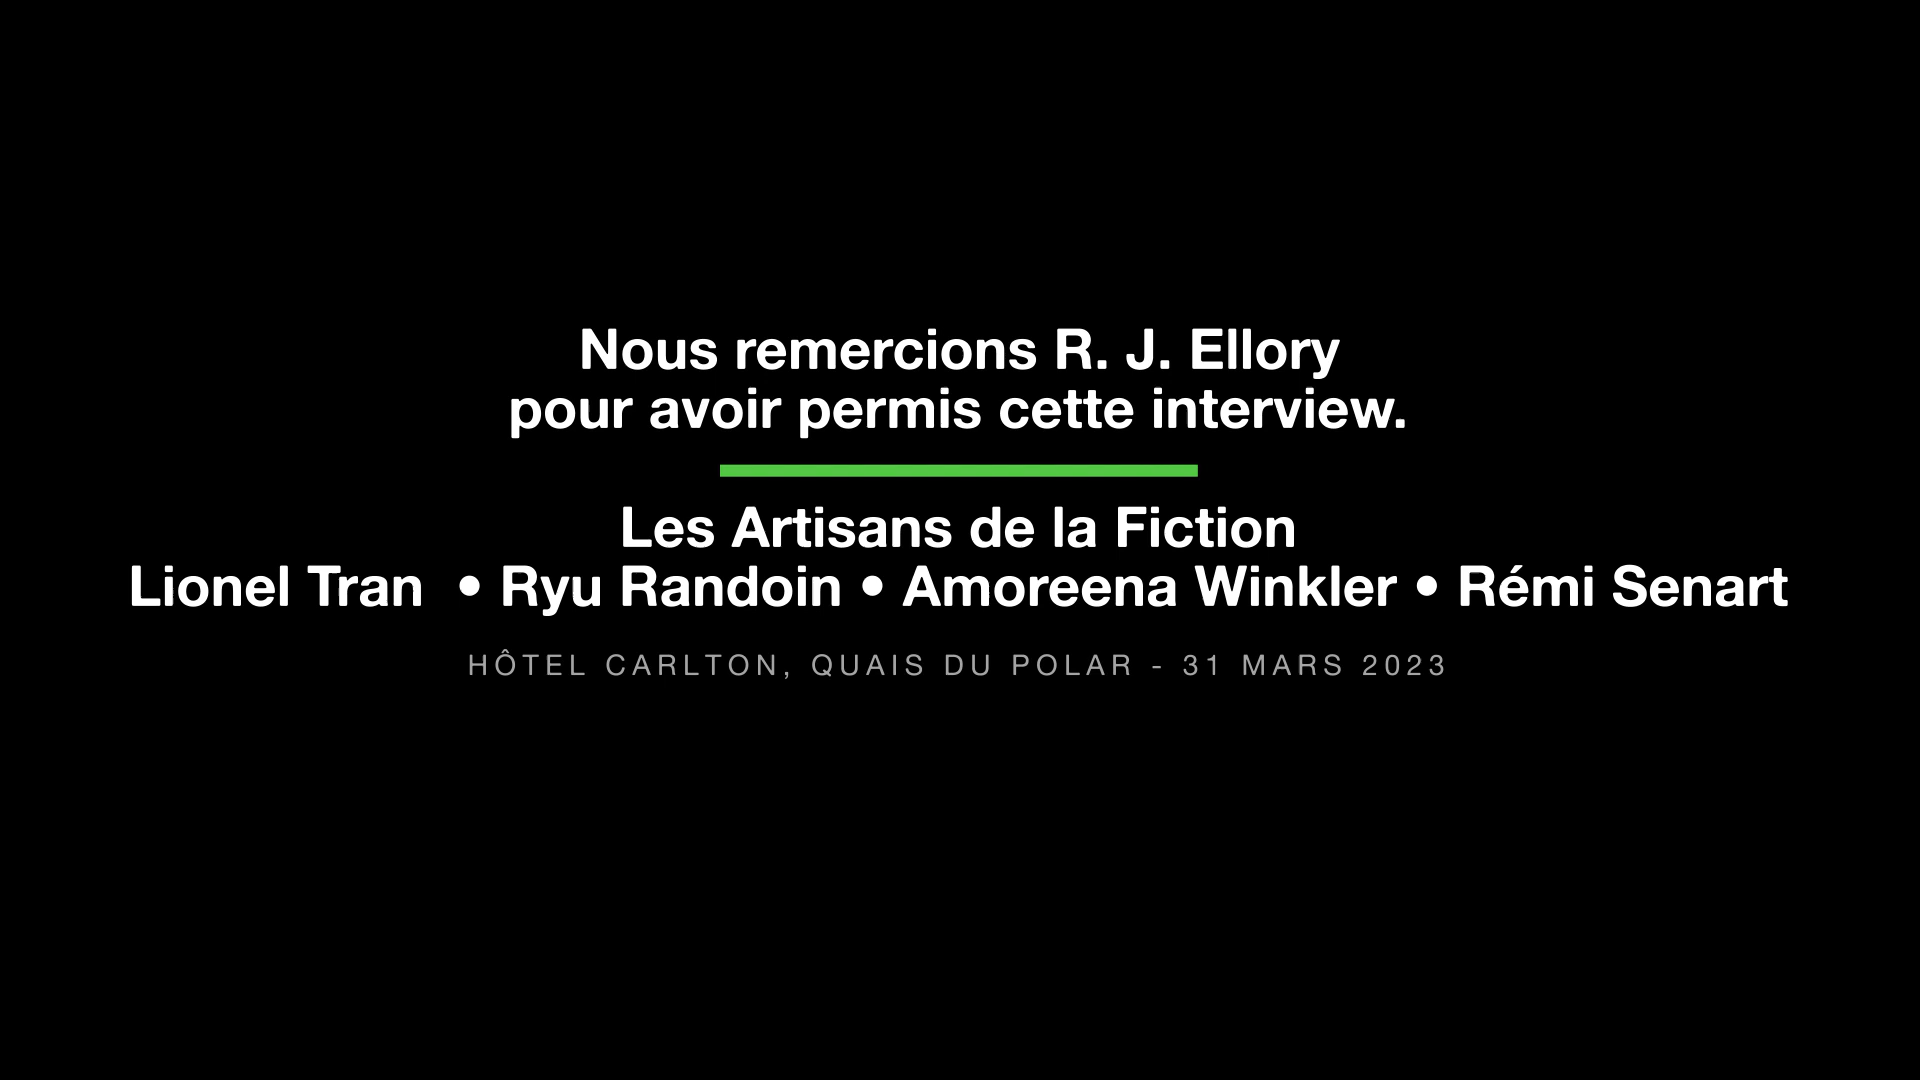 Nous remercions R. J. Ellory
pour avoir permis cette interview.
Les Artisans de la Fiction
Lionel Tran • Ryu Randoin • Amoreena Winkler • Rémi Senart
HÔTEL CARLTON, QUAIS DU POLAR - 31 MARS 2023